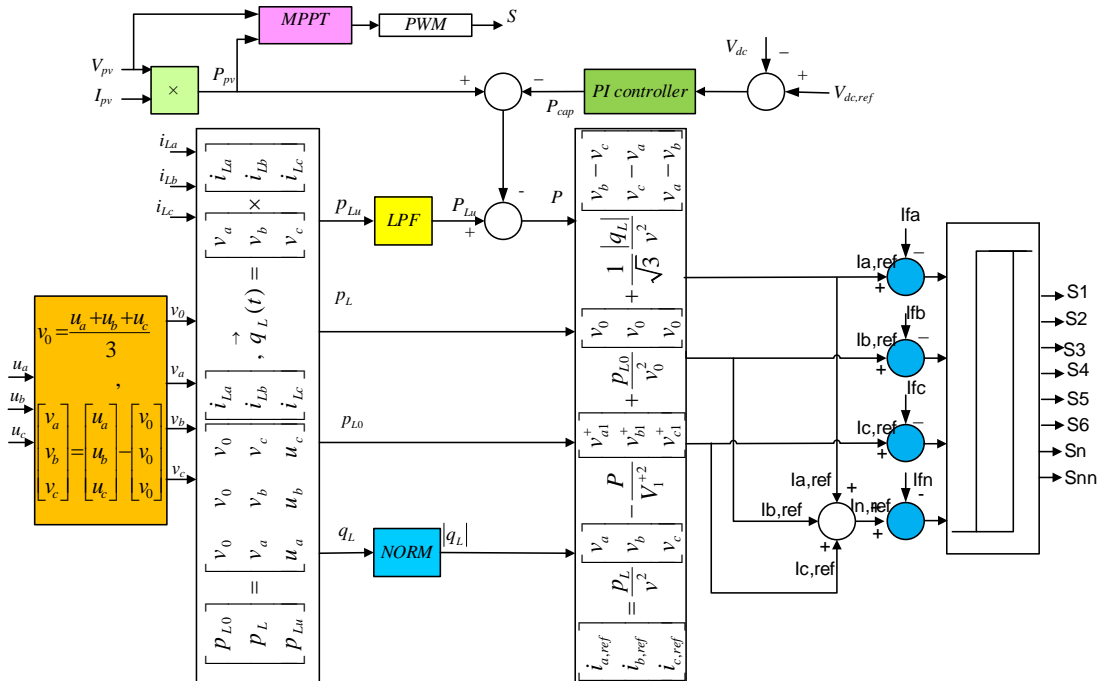 MPPT
PWM
S
V_pv
I_pv
×
P_pv
+
−
P_cap
PI controller
V_dc
−
+
V_dc,ref
i_La
i_Lb
i_Lc
[p_L0 p_L p_Lu] = [v_0 v_0 v_0; v_a v_b v_c; u_a u_b u_c] [i_La i_Lb i_Lc] , q⃗_L(t) = [v_a v_b v_c] × [i_La i_Lb i_Lc]
p_Lu
LPF
P_Lu
+
-
P
p_L
p_L0
q_L
NORM
|q_L|
v_0 = (u_a + u_b + u_c) / 3
,
[v_a v_b v_c] = [u_a u_b u_c] − [v_0 v_0 v_0]
u_a
u_b
u_c
v_0
v_a
v_b
v_c
[i_a,ref i_b,ref i_c,ref] = p_L/v^2 [v_a v_b v_c] − P/V_1^+2 [v_a1^+ v_b1^+ v_c1^+] + p_L0/v_0^2 [v_0 v_0 v_0] + 1/√3 |q_L|/v^2 [v_b − v_c v_c − v_a v_a − v_b]
Ifa
−
Ia,ref
+
Ifb
−
Ib,ref
+
Ifc
−
Ic,ref
+
Ifn
-
Ia,ref
+
Ib,ref
+
In,ref
+
+
Ic,ref
S1
S2
S3
S4
S5
S6
Sn
Snn